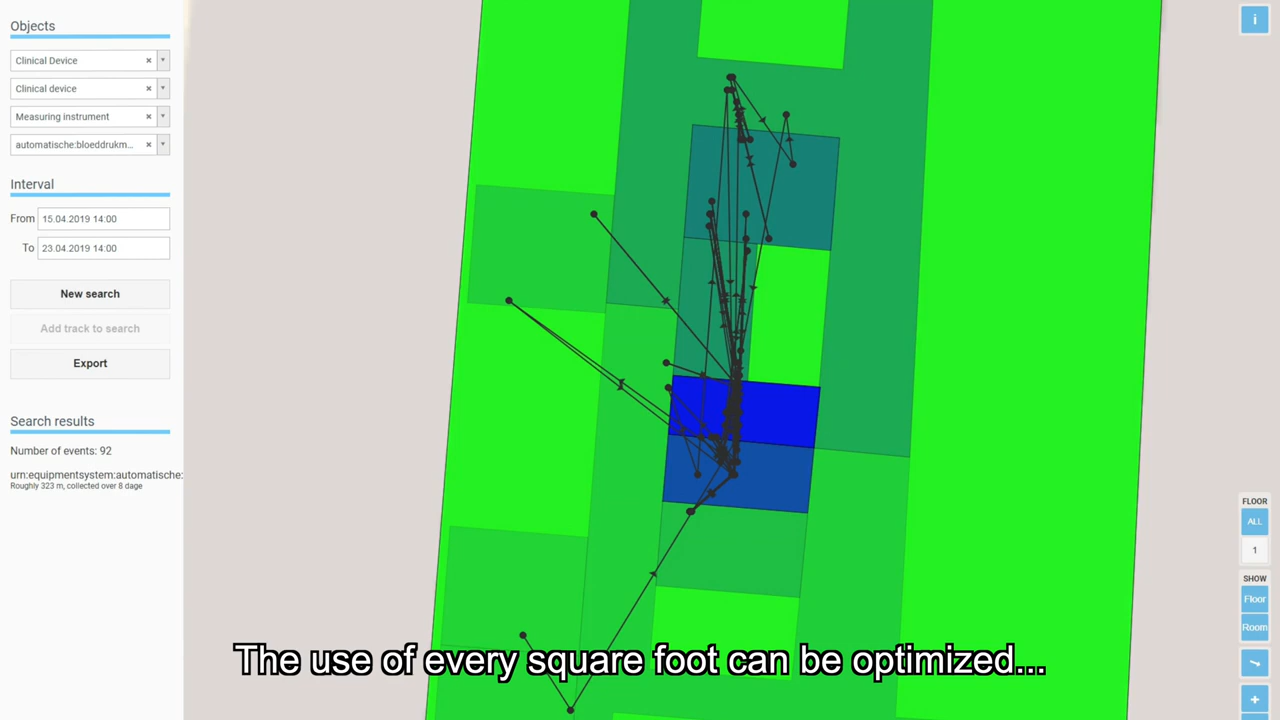 Objects
Clinical Device
Clinical device
Measuring instrument
automatische:bloeddrukm...
Interval
From 15.04.2019 14:00
To 23.04.2019 14:00
New search
Add track to search
Export
Search results
Number of events: 92
urn:equipmentsystem:automatische:
Roughly 323 m, collected over 8 dage
i
FLOOR
ALL
1
SHOW
Floor
Room
+
The use of every square foot can be optimized...